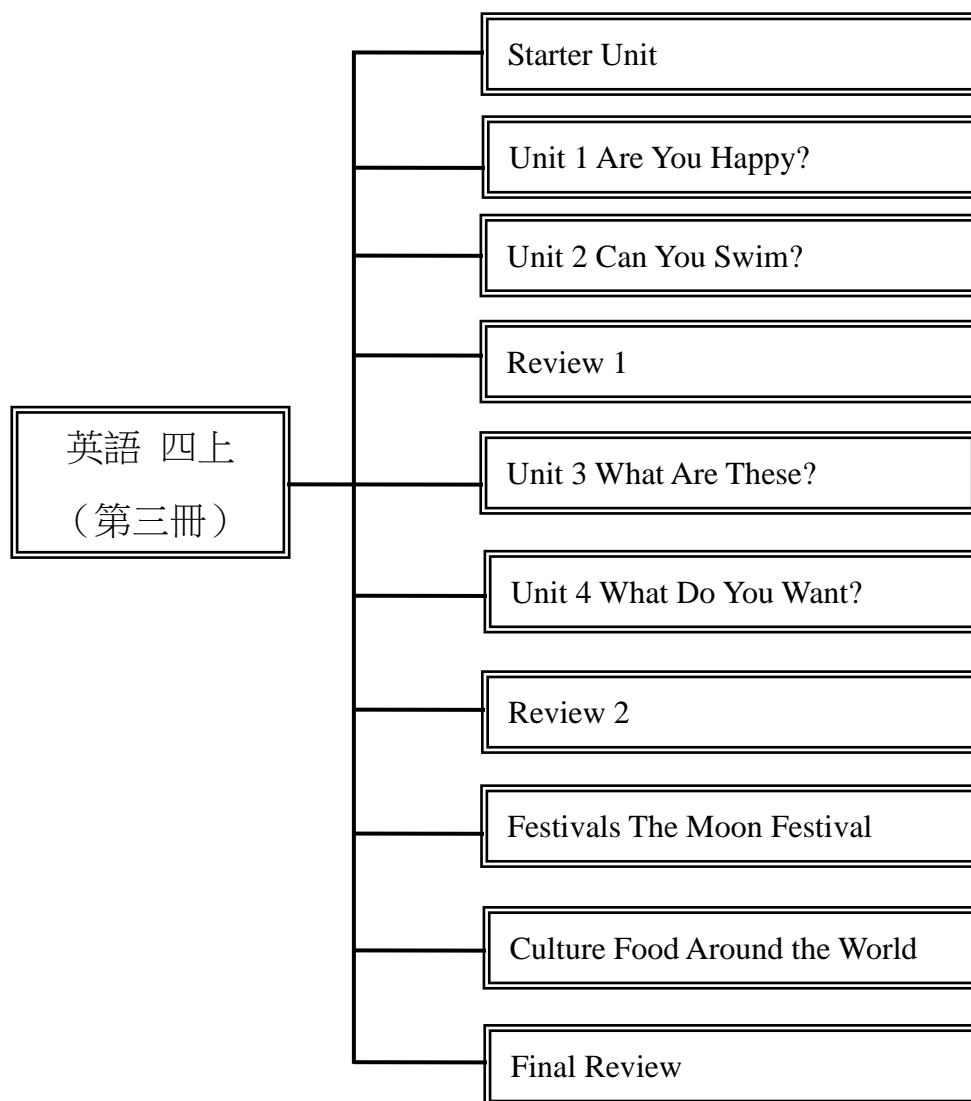 英語 四上
（第三冊）
Starter Unit
Unit 1 Are You Happy?
Unit 2 Can You Swim?
Review 1
Unit 3 What Are These?
Unit 4 What Do You Want?
Review 2
Festivals The Moon Festival
Culture Food Around the World
Final Review